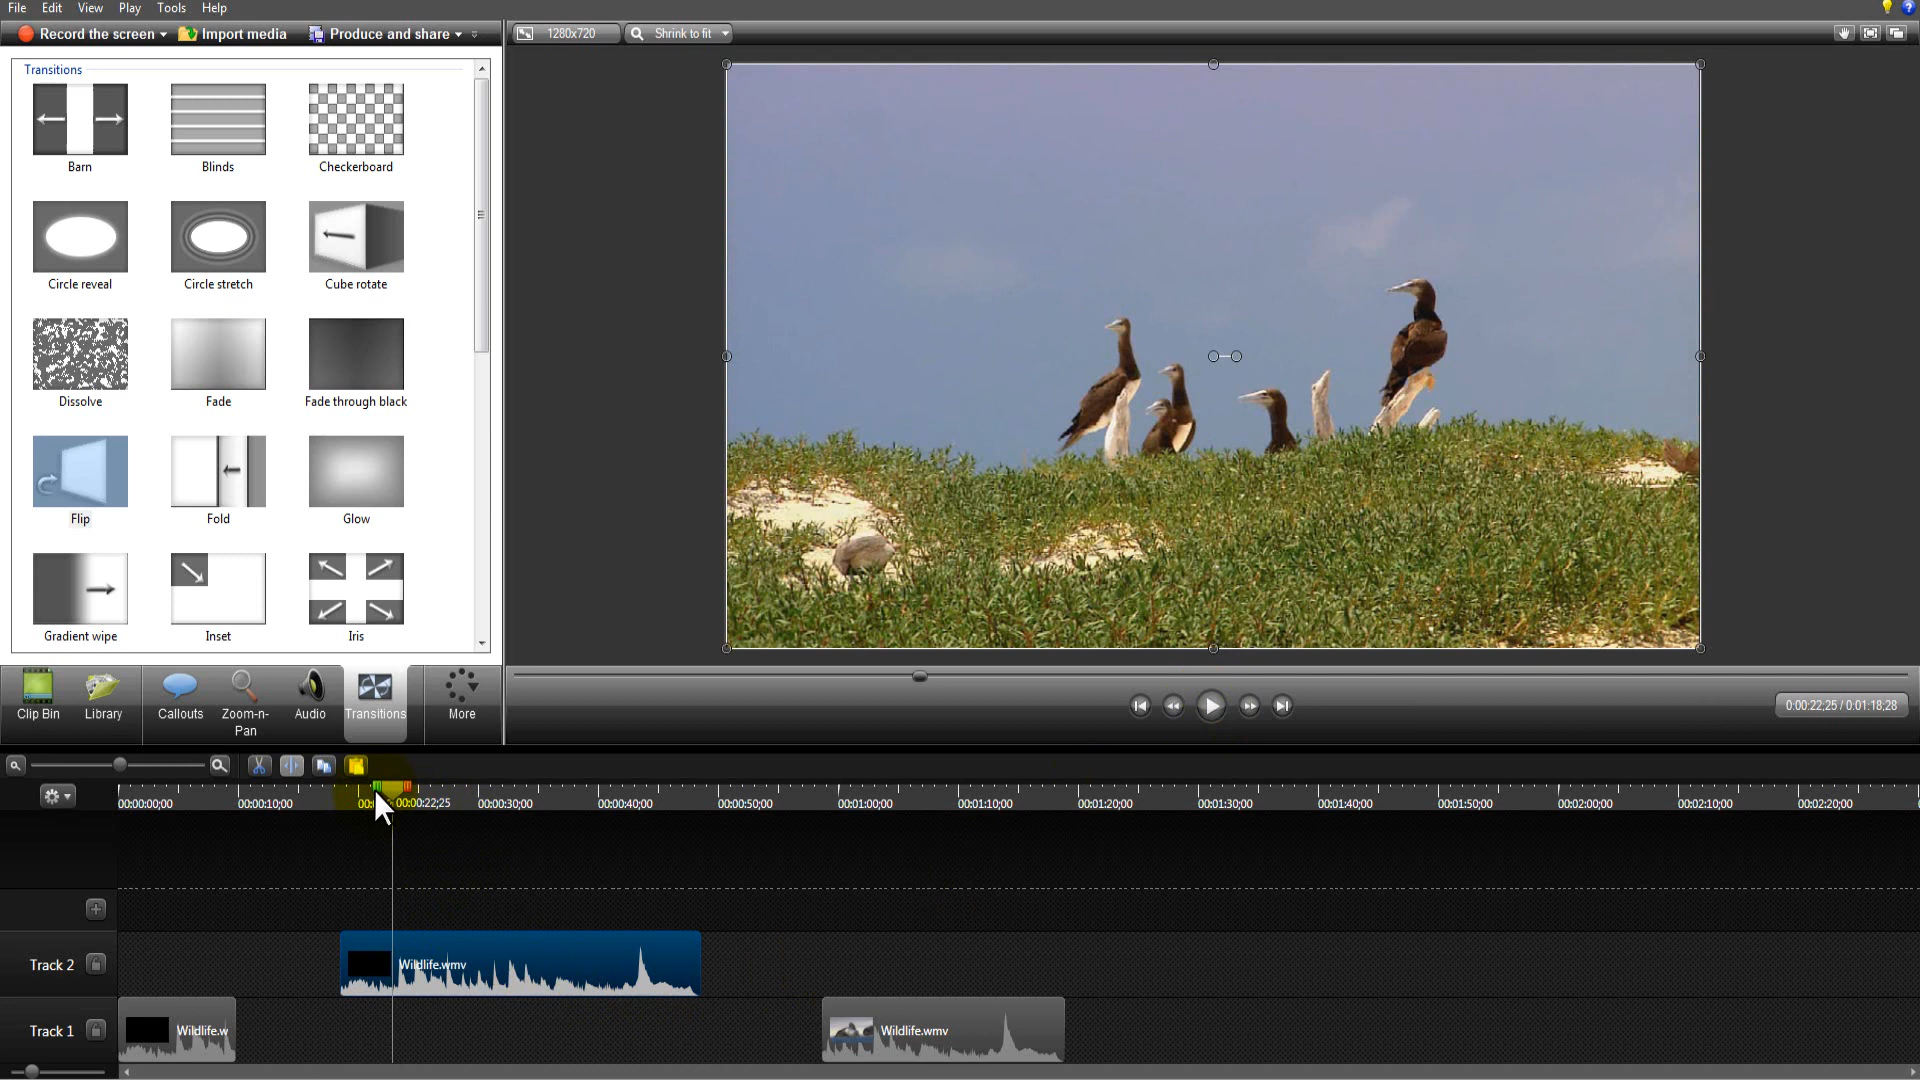 File Edit View Play Tools Help
Record the screen Import media Produce and share 1280x720 Shrink to fit
Transitions
Barn Blinds Checkerboard
Circle reveal Circle stretch Cube rotate
Dissolve Fade Fade through black
Flip Fold Glow
Gradient wipe Inset Iris
Clip Bin Library Callouts Zoom-n-Pan Audio Transitions More
0:00:22;25 / 0:01:18;28
00:00:00;00 00:00:10;00 00:00:22;25 00:00:30;00 00:00:40;00 00:00:50;00 00:01:00;00 00:01:10;00 00:01:20;00 00:01:30;00 00:01:40;00 00:01:50;00 00:02:00;00 00:02:10;00 00:02:20;00
Track 2 Wildlife.wmv
Track 1 Wildlife.w Wildlife.wmv